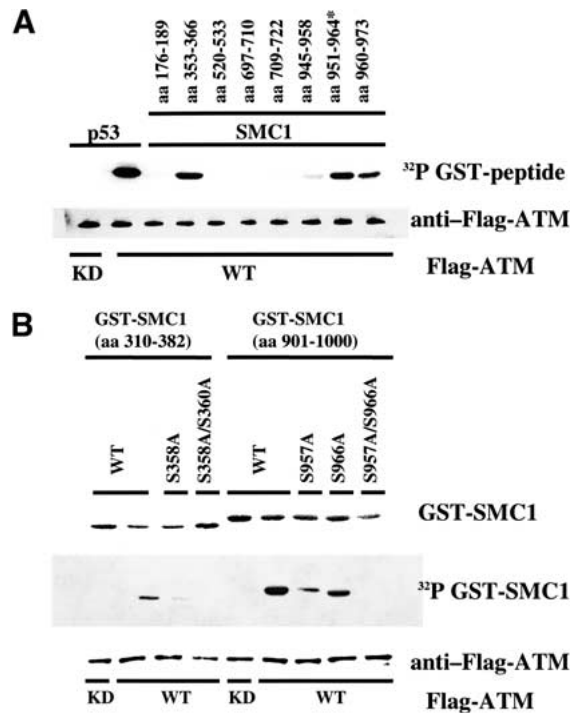 A
aa 176-189
aa 353-366
aa 520-533
aa 697-710
aa 709-722
aa 945-958
aa 951-964*
aa 960-973
p53 SMC1
32P GST-peptide
anti–Flag-ATM
KD WT Flag-ATM
B
GST-SMC1 GST-SMC1
(aa 310-382) (aa 901-1000)
WT S358A S358A/S360A WT S957A S966A S957A/S966A
GST-SMC1
32P GST-SMC1
anti–Flag-ATM
KD WT KD WT Flag-ATM